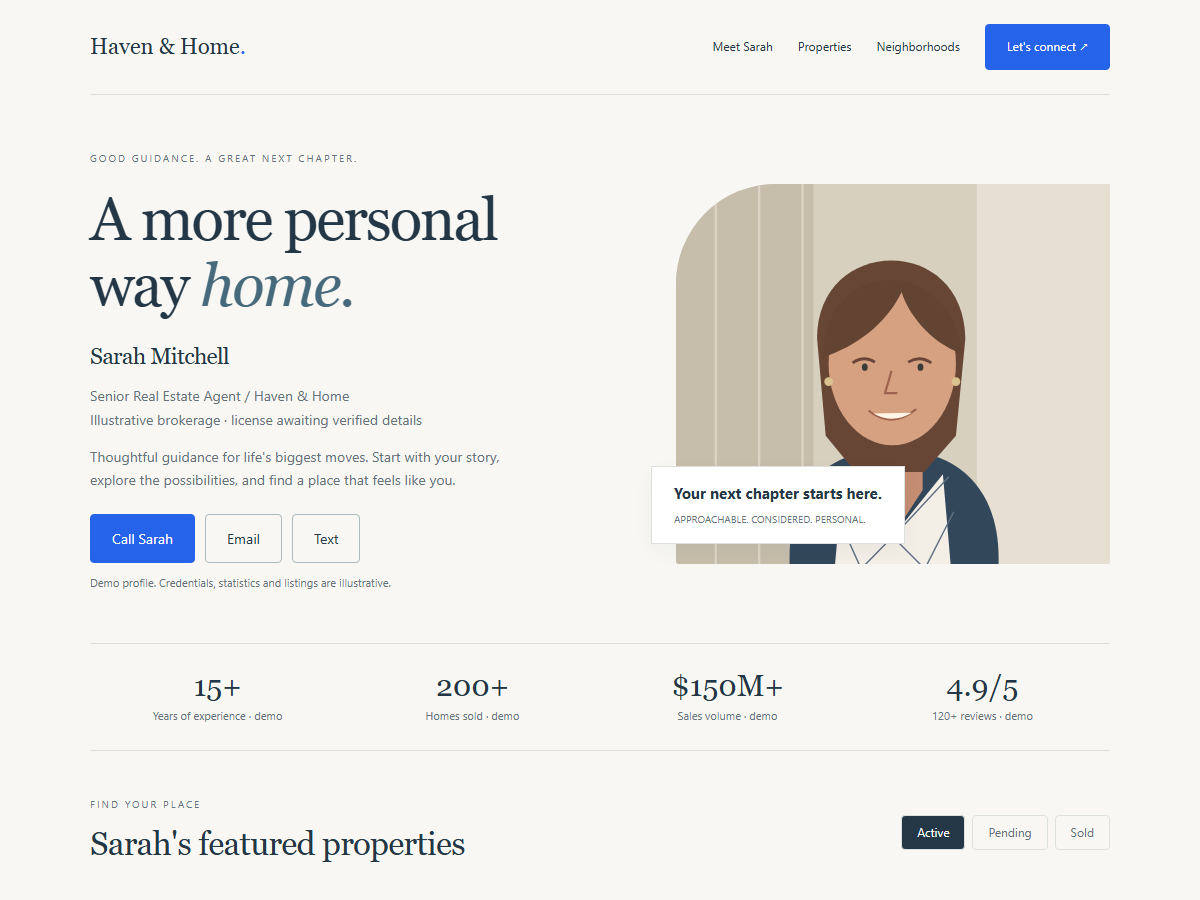 Haven & Home.
Meet Sarah
Properties
Neighborhoods
Let's connect ↗
GOOD GUIDANCE. A GREAT NEXT CHAPTER.
A more personal
way home.
Sarah Mitchell
Senior Real Estate Agent / Haven & Home
Illustrative brokerage · license awaiting verified details
Thoughtful guidance for life's biggest moves. Start with your story,
explore the possibilities, and find a place that feels like you.
Call Sarah
Email
Text
Demo profile. Credentials, statistics and listings are illustrative.
Your next chapter starts here.
APPROACHABLE. CONSIDERED. PERSONAL.
15+
Years of experience · demo
200+
Homes sold · demo
$150M+
Sales volume · demo
4.9/5
120+ reviews · demo
FIND YOUR PLACE
Sarah's featured properties
Active
Pending
Sold